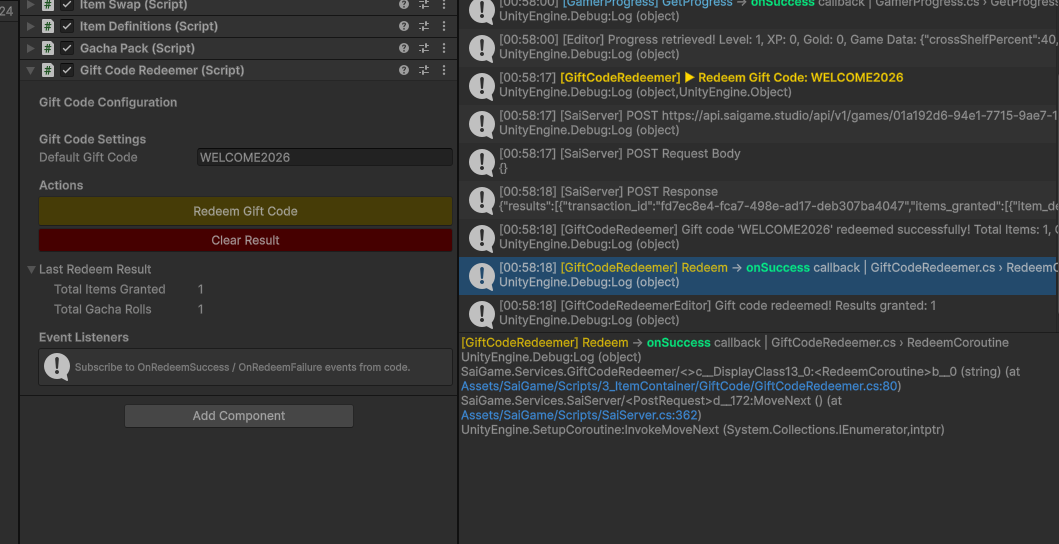 24
# Item Swap (Script)
# Item Definitions (Script)
# Gacha Pack (Script)
# Gift Code Redeemer (Script)
Gift Code Configuration
Gift Code Settings
Default Gift Code WELCOME2026
Actions
Redeem Gift Code
Clear Result
Last Redeem Result
Total Items Granted 1
Total Gacha Rolls 1
Event Listeners
Subscribe to OnRedeemSuccess / OnRedeemFailure events from code.
Add Component
[00:58:00] [GamerProgress] GetProgress → onSuccess callback | GamerProgress.cs › GetProgress
UnityEngine.Debug:Log (object)
[00:58:00] [Editor] Progress retrieved! Level: 1, XP: 0, Gold: 0, Game Data: {"crossShelfPercent":40,
UnityEngine.Debug:Log (object)
[00:58:17] [GiftCodeRedeemer] ► Redeem Gift Code: WELCOME2026
UnityEngine.Debug:Log (object,UnityEngine.Object)
[00:58:17] [SaiServer] POST https://api.saigame.studio/api/v1/games/01a192d6-94e1-7715-9ae7-1
UnityEngine.Debug:Log (object)
[00:58:17] [SaiServer] POST Request Body
{}
[00:58:18] [SaiServer] POST Response
{"results":[{"transaction_id":"fd7ec8e4-fca7-498e-ad17-deb307ba4047","items_granted":[{"item_de
[00:58:18] [GiftCodeRedeemer] Gift code 'WELCOME2026' redeemed successfully! Total Items: 1, G
UnityEngine.Debug:Log (object)
[00:58:18] [GiftCodeRedeemer] Redeem → onSuccess callback | GiftCodeRedeemer.cs › RedeemC
UnityEngine.Debug:Log (object)
[00:58:18] [GiftCodeRedeemerEditor] Gift code redeemed! Results granted: 1
UnityEngine.Debug:Log (object)
[GiftCodeRedeemer] Redeem → onSuccess callback | GiftCodeRedeemer.cs › RedeemCoroutine
UnityEngine.Debug:Log (object)
SaiGame.Services.GiftCodeRedeemer/<>c__DisplayClass13_0:<RedeemCoroutine>b__0 (string) (at
Assets/SaiGame/Scripts/3_ItemContainer/GiftCode/GiftCodeRedeemer.cs:80)
SaiGame.Services.SaiServer/<PostRequest>d__172:MoveNext () (at
Assets/SaiGame/Scripts/SaiServer.cs:362)
UnityEngine.SetupCoroutine:InvokeMoveNext (System.Collections.IEnumerator,intptr)